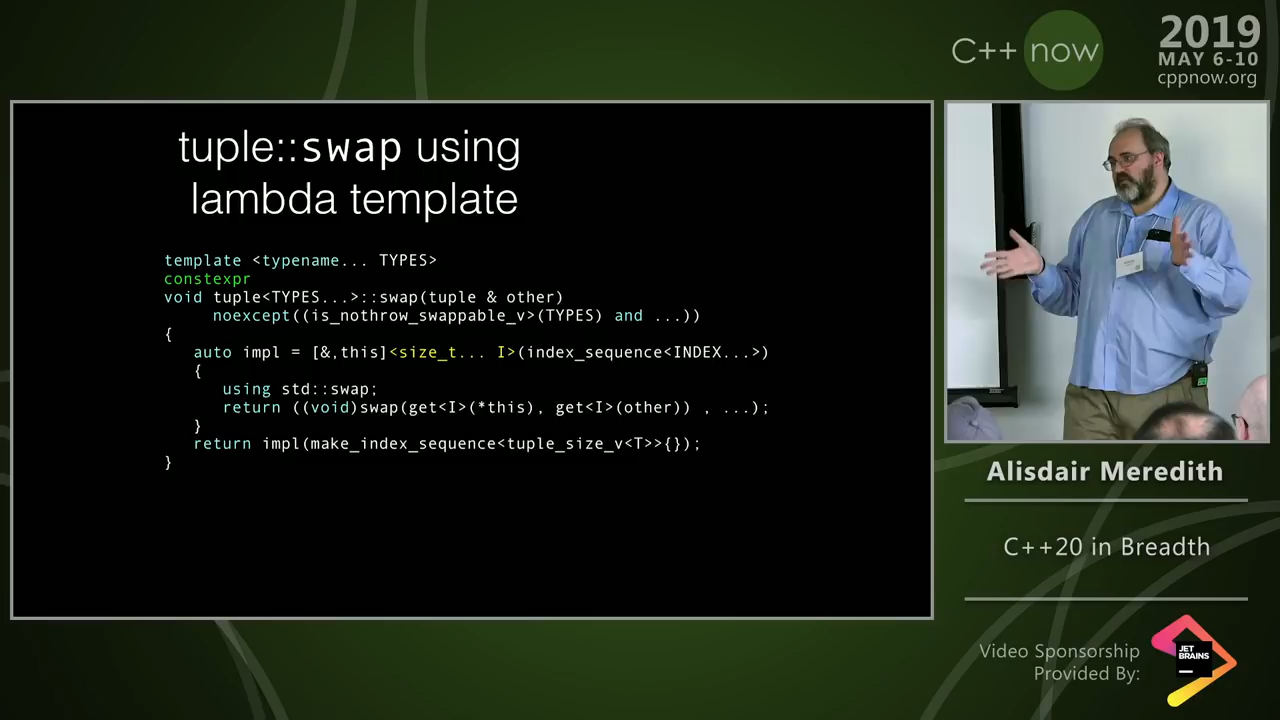 C++ now
2019
MAY 6-10
cppnow.org
tuple::swap using
lambda template
template <typename... TYPES>
constexpr
void tuple<TYPES...>::swap(tuple & other)
noexcept((is_nothrow_swappable_v>(TYPES) and ...))
{
auto impl = [&,this]<size_t... I>(index_sequence<INDEX...>)
{
using std::swap;
return ((void)swap(get<I>(*this), get<I>(other)) , ...);
}
return impl(make_index_sequence<tuple_size_v<T>>{});
}
Alisdair Meredith
C++20 in Breadth
Video Sponsorship
Provided By:
JET
BRAINS